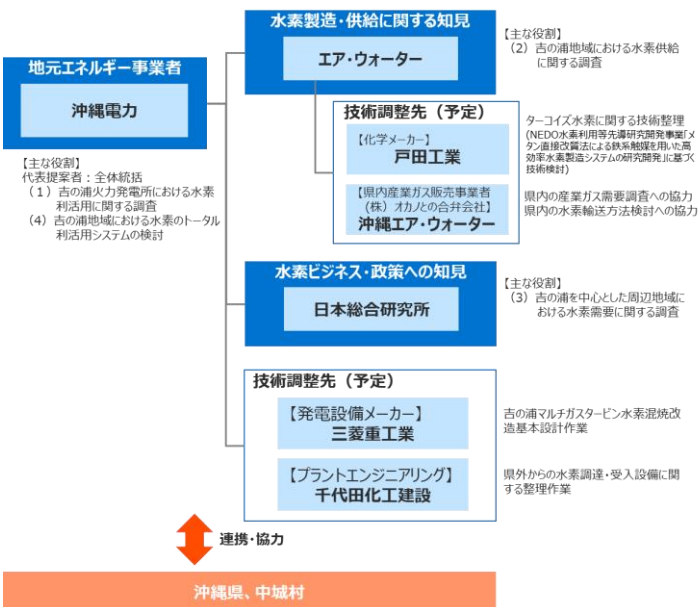 地元エネルギー事業者
沖縄電力
【主な役割】
代表提案者：全体統括
（１）吉の浦火力発電所における水素
利活用に関する調査
（4）吉の浦地域における水素のトータル
利活用システムの検討
水素製造・供給に関する知見
エア・ウォーター
【主な役割】
（2）吉の浦地域における水素供給
に関する調査
技術調整先（予定）
【化学メーカー】
戸田工業
ターコイズ水素に関する技術整理
(NEDO水素利用等先導研究開発事業「メ
タン直接改質法による鉄系触媒を用いた高
効率水素製造システムの研究開発」に基づく
技術検討)
【県内産業ガス販売事業者
（株）オカノとの合弁会社】
沖縄エア・ウォーター
県内の産業ガス需要調査への協力
県内の水素輸送方法検討への協力
水素ビジネス・政策への知見
日本総合研究所
【主な役割】
（3）吉の浦を中心とした周辺地域に
おける水素需要に関する調査
技術調整先（予定）
【発電設備メーカー】
三菱重工業
吉の浦マルチガスタービン水素混焼改
造基本設計作業
【プラントエンジニアリング】
千代田化工建設
県外からの水素調達・受入設備に関
する整理作業
連携・協力
沖縄県、中城村